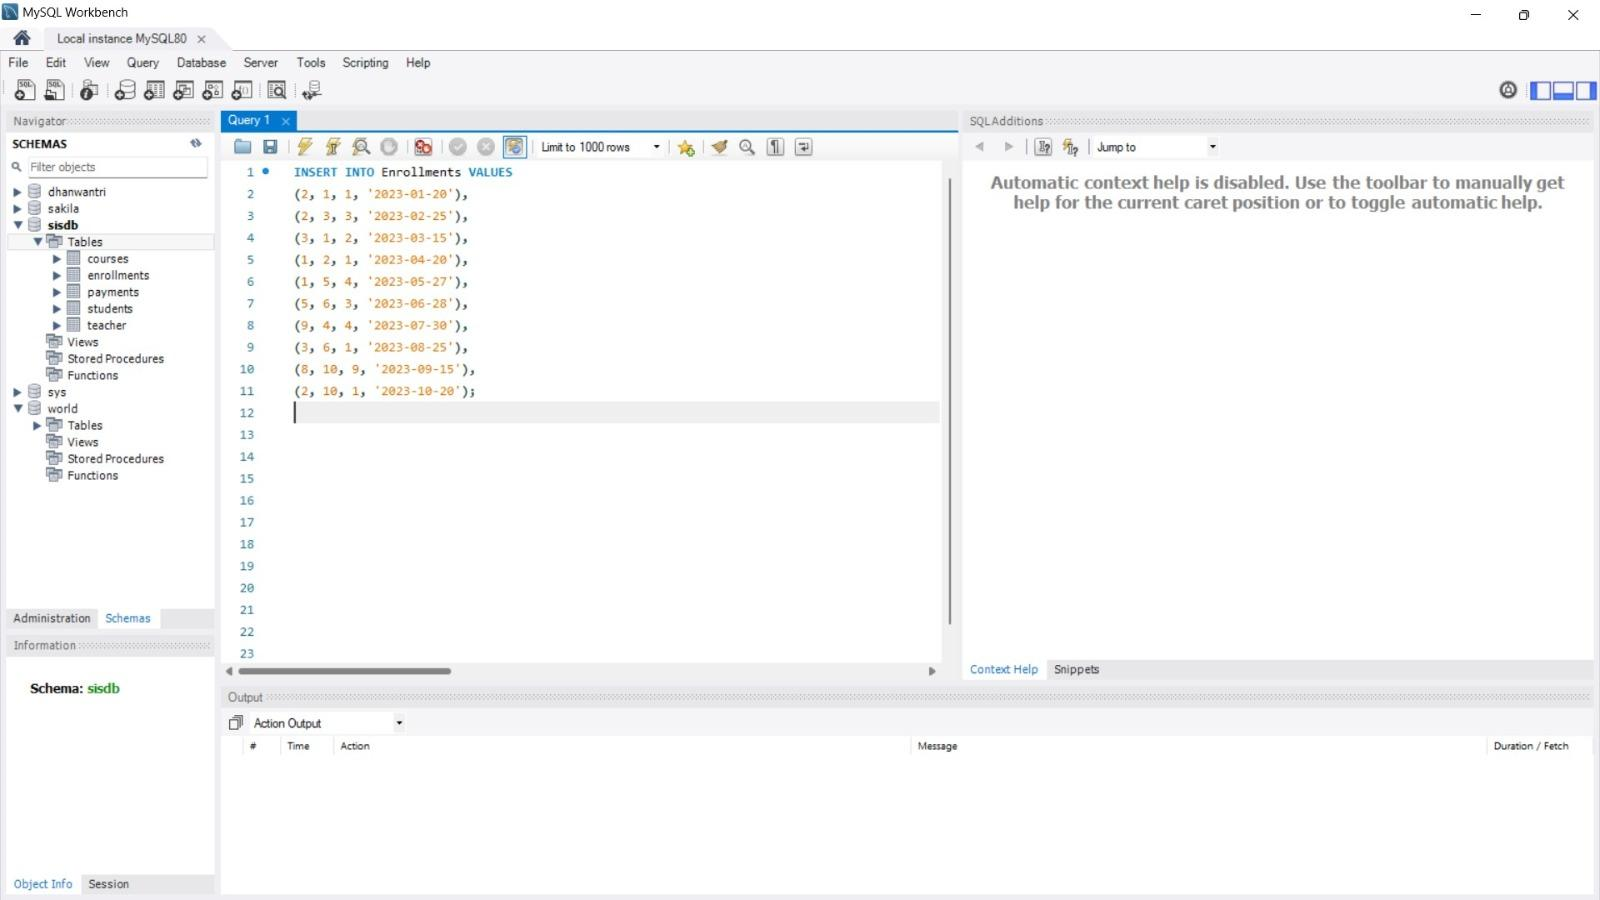 MySQL Workbench
Local instance MySQL80
File Edit View Query Database Server Tools Scripting Help
Navigator
SCHEMAS
Filter objects
dhanwantri
sakila
sisdb
Tables
courses
enrollments
payments
students
teacher
Views
Stored Procedures
Functions
sys
world
Tables
Views
Stored Procedures
Functions
Administration Schemas
Information
Schema: sisdb
Object Info Session
Query 1
Limit to 1000 rows
1 INSERT INTO Enrollments VALUES
2 (2, 1, 1, '2023-01-20'),
3 (2, 3, 3, '2023-02-25'),
4 (3, 1, 2, '2023-03-15'),
5 (1, 2, 1, '2023-04-20'),
6 (1, 5, 4, '2023-05-27'),
7 (5, 6, 3, '2023-06-28'),
8 (9, 4, 4, '2023-07-30'),
9 (3, 6, 1, '2023-08-25'),
10 (8, 10, 9, '2023-09-15'),
11 (2, 10, 1, '2023-10-20');
12
13
14
15
16
17
18
19
20
21
22
23
SQLAdditions
Jump to
Automatic context help is disabled. Use the toolbar to manually get
help for the current caret position or to toggle automatic help.
Context Help Snippets
Output
Action Output
# Time Action Message Duration / Fetch